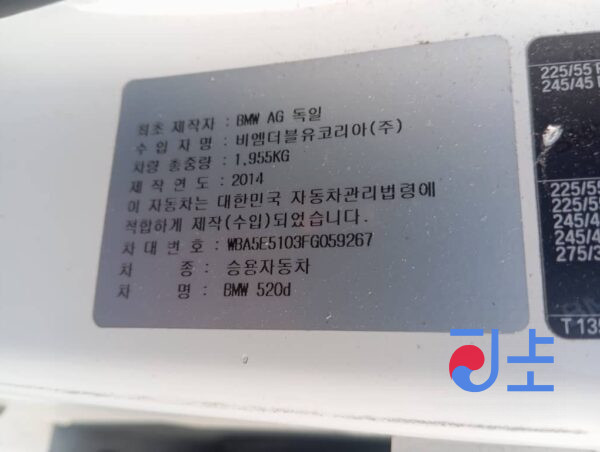 최초 제작자 : BMW AG 독일
수 입 자 명 : 비엠더블유코리아(주)
차량 총중량 : 1,955KG
제 작 연 도 : 2014
이 자동차는 대한민국 자동차관리법령에
적합하게 제작(수입)되었습니다.
차 대 번 호 : WBA5E5103FG059267
차 종 : 승용자동차
차 명 : BMW 520d
225/55 R
245/45 R
225/55
225/5
245/4
245/4
275/3
T 135